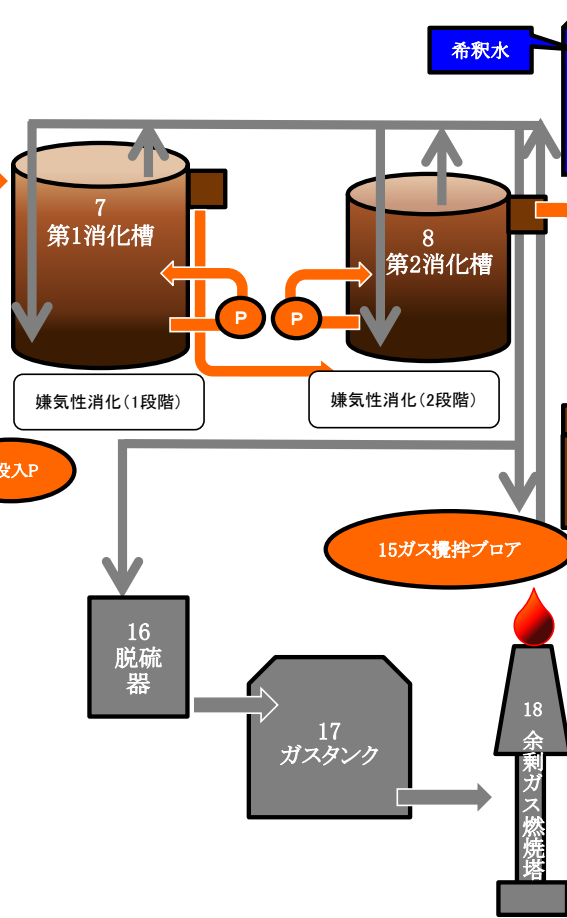 希釈水
7
第1消化槽
8
第2消化槽
P
P
嫌気性消化(1段階)
嫌気性消化(2段階)
投入P
15ガス攪拌ブロア
16
脱硫
器
17
ガスタンク
18
余剰ガス燃焼塔